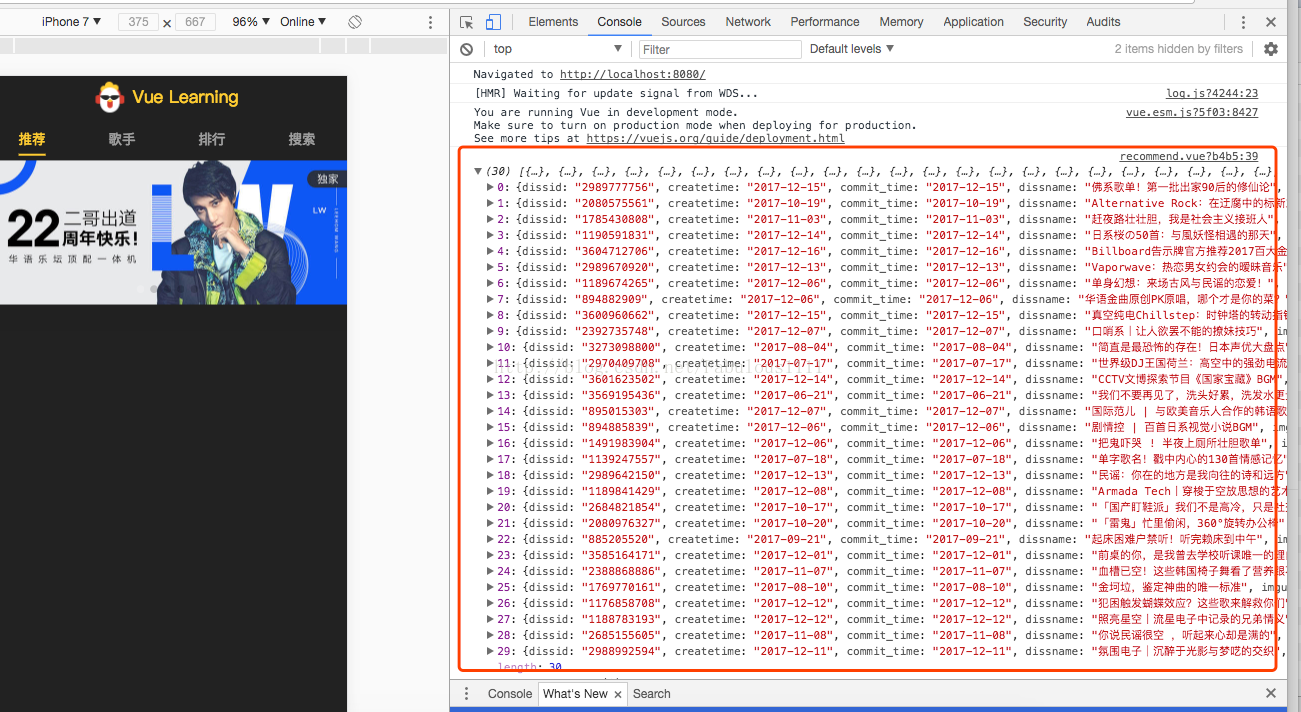 iPhone 7 ▼ 375 × 667 96% ▼ Online ▼
Elements Console Sources Network Performance Memory Application Security Audits
top ▼ Filter Default levels ▼ 2 items hidden by filters
Navigated to http://localhost:8080/
[HMR] Waiting for update signal from WDS... log.js?4244:23
You are running Vue in development mode. vue.esm.js?5f03:8427
Make sure to turn on production mode when deploying for production.
See more tips at https://vuejs.org/guide/deployment.html
Vue Learning
推荐 歌手 排行 搜索
独家
LW
22 二哥出道
周年快乐!
华语乐坛顶配一体机
recommend.vue?b4b5:39
▼(30) [{…}, {…}, {…}, {…}, {…}, {…}, {…}, {…}, {…}, {…}, {…}, {…}, {…}, {…}, {…}, {…}, {…}, {…}, {…}, {…}, {…}, {…}, {…},
▶0: {dissid: "2989777756", createtime: "2017-12-15", commit_time: "2017-12-15", dissname: "佛系歌单！第一批出家90后的修仙论",
▶1: {dissid: "2080575561", createtime: "2017-10-19", commit_time: "2017-10-19", dissname: "Alternative Rock：在迂腐中的标新
▶2: {dissid: "1785430808", createtime: "2017-11-03", commit_time: "2017-11-03", dissname: "赶夜路壮壮胆，我是社会主义接班人",
▶3: {dissid: "1190591831", createtime: "2017-12-14", commit_time: "2017-12-14", dissname: "日系桜の50首：与風妖怪相遇的那天",
▶4: {dissid: "3604712706", createtime: "2017-12-16", commit_time: "2017-12-16", dissname: "Billboard告示牌官方推荐2017百大金
▶5: {dissid: "2989670920", createtime: "2017-12-13", commit_time: "2017-12-13", dissname: "Vaporwave：热恋男女约会的暧昧音乐
▶6: {dissid: "1189674265", createtime: "2017-12-06", commit_time: "2017-12-06", dissname: "单身幻想：来场古风与民谣的恋爱！",
▶7: {dissid: "894882909", createtime: "2017-12-06", commit_time: "2017-12-06", dissname: "华语金曲原创PK原唱，哪个才是你的菜？
▶8: {dissid: "3600960662", createtime: "2017-12-15", commit_time: "2017-12-15", dissname: "真空纯电Chillstep：时钟塔的转动指针
▶9: {dissid: "2392735748", createtime: "2017-12-07", commit_time: "2017-12-07", dissname: "口哨系｜让人欲罢不能的撩妹技巧", im
▶10: {dissid: "3273098800", createtime: "2017-08-04", commit_time: "2017-08-04", dissname: "简直是最恐怖的存在！日本声优大盘点"
▶11: {dissid: "2970409708", createtime: "2017-07-17", commit_time: "2017-07-17", dissname: "世界级DJ王国荷兰：高空中的强劲电流
▶12: {dissid: "3601623502", createtime: "2017-12-14", commit_time: "2017-12-14", dissname: "CCTV文博探索节目《国家宝藏》BGM",
▶13: {dissid: "3569195436", createtime: "2017-06-21", commit_time: "2017-06-21", dissname: "我们不要再见了，洗头好累，洗发水更
▶14: {dissid: "895015303", createtime: "2017-12-07", commit_time: "2017-12-07", dissname: "国际范儿 | 与欧美音乐人合作的韩语歌
▶15: {dissid: "894885839", createtime: "2017-12-06", commit_time: "2017-12-06", dissname: "剧情控 | 百首日系视觉小说BGM", im
▶16: {dissid: "1491983904", createtime: "2017-12-06", commit_time: "2017-12-06", dissname: "把鬼吓哭 ！半夜上厕所壮胆歌单", i
▶17: {dissid: "1139247557", createtime: "2017-07-18", commit_time: "2017-07-18", dissname: "单字歌名！戳中内心的130首情感记忆
▶18: {dissid: "2989642150", createtime: "2017-12-13", commit_time: "2017-12-13", dissname: "民谣：你在的地方是我向往的诗和远方"
▶19: {dissid: "1189841429", createtime: "2017-12-08", commit_time: "2017-12-08", dissname: "Armada Tech｜穿梭于空放思想的艺术
▶20: {dissid: "2684821854", createtime: "2017-10-17", commit_time: "2017-10-17", dissname: "「国产盯鞋派」我们不是高冷，只是社
▶21: {dissid: "2080976327", createtime: "2017-10-20", commit_time: "2017-10-20", dissname: "「雷鬼」忙里偷闲，360°旋转办公椅"
▶22: {dissid: "885205520", createtime: "2017-09-21", commit_time: "2017-09-21", dissname: "起床困难户禁听！听完赖床到中午", im
▶23: {dissid: "3585164171", createtime: "2017-12-01", commit_time: "2017-12-01", dissname: "前桌的你，是我普去学校听课唯一的理
▶24: {dissid: "2388868886", createtime: "2017-11-07", commit_time: "2017-11-07", dissname: "血槽已空！这些韩国椅子舞看了营养跟不
▶25: {dissid: "1769770161", createtime: "2017-08-10", commit_time: "2017-08-10", dissname: "金坷垃，鉴定神曲的唯一标准", imgu
▶26: {dissid: "1176858708", createtime: "2017-12-12", commit_time: "2017-12-12", dissname: "犯困触发蝴蝶效应？这些歌来解救你们"
▶27: {dissid: "1188783193", createtime: "2017-12-12", commit_time: "2017-12-12", dissname: "照亮星空｜流星电子中记录的兄弟情义"
▶28: {dissid: "2685155605", createtime: "2017-11-08", commit_time: "2017-11-08", dissname: "你说民谣很空 ，听起来心却是满的",
▶29: {dissid: "2988992594", createtime: "2017-12-11", commit_time: "2017-12-11", dissname: "氛围电子｜沉醉于光影与梦呓的交织",
length: 30
Console What's New × Search